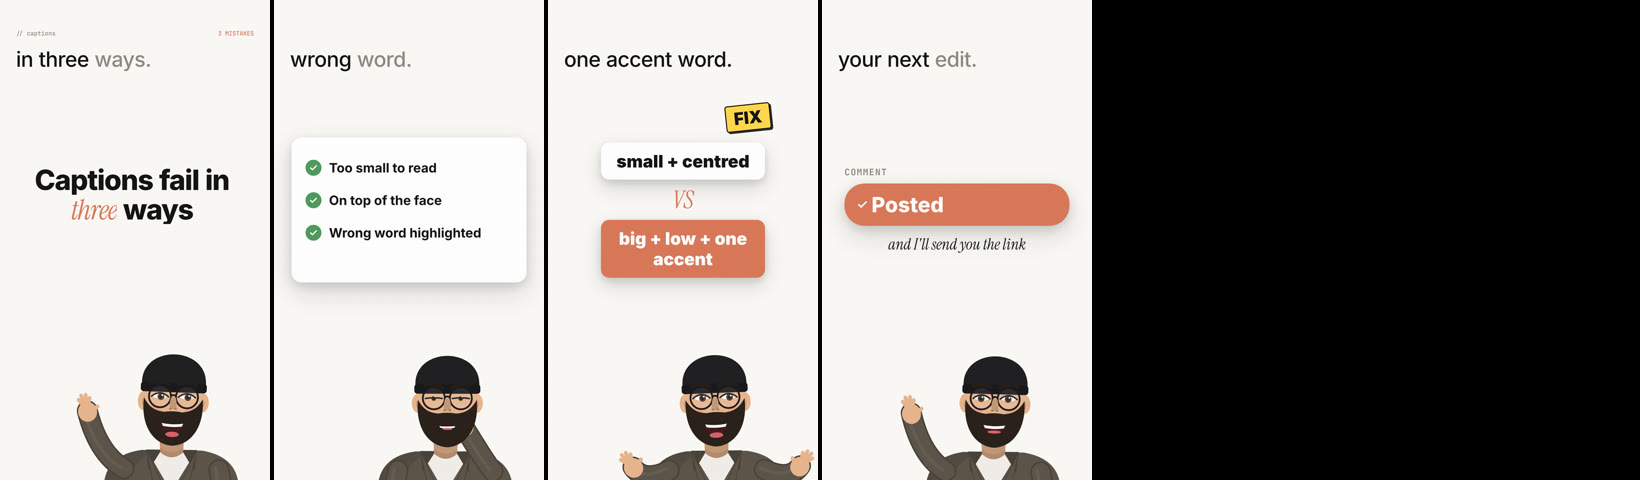 // captions
3 MISTAKES
in three ways.
Captions fail in
three ways
wrong word.
Too small to read
On top of the face
Wrong word highlighted
one accent word.
FIX
small + centred
VS
big + low + one
accent
your next edit.
COMMENT
Posted
and I'll send you the link